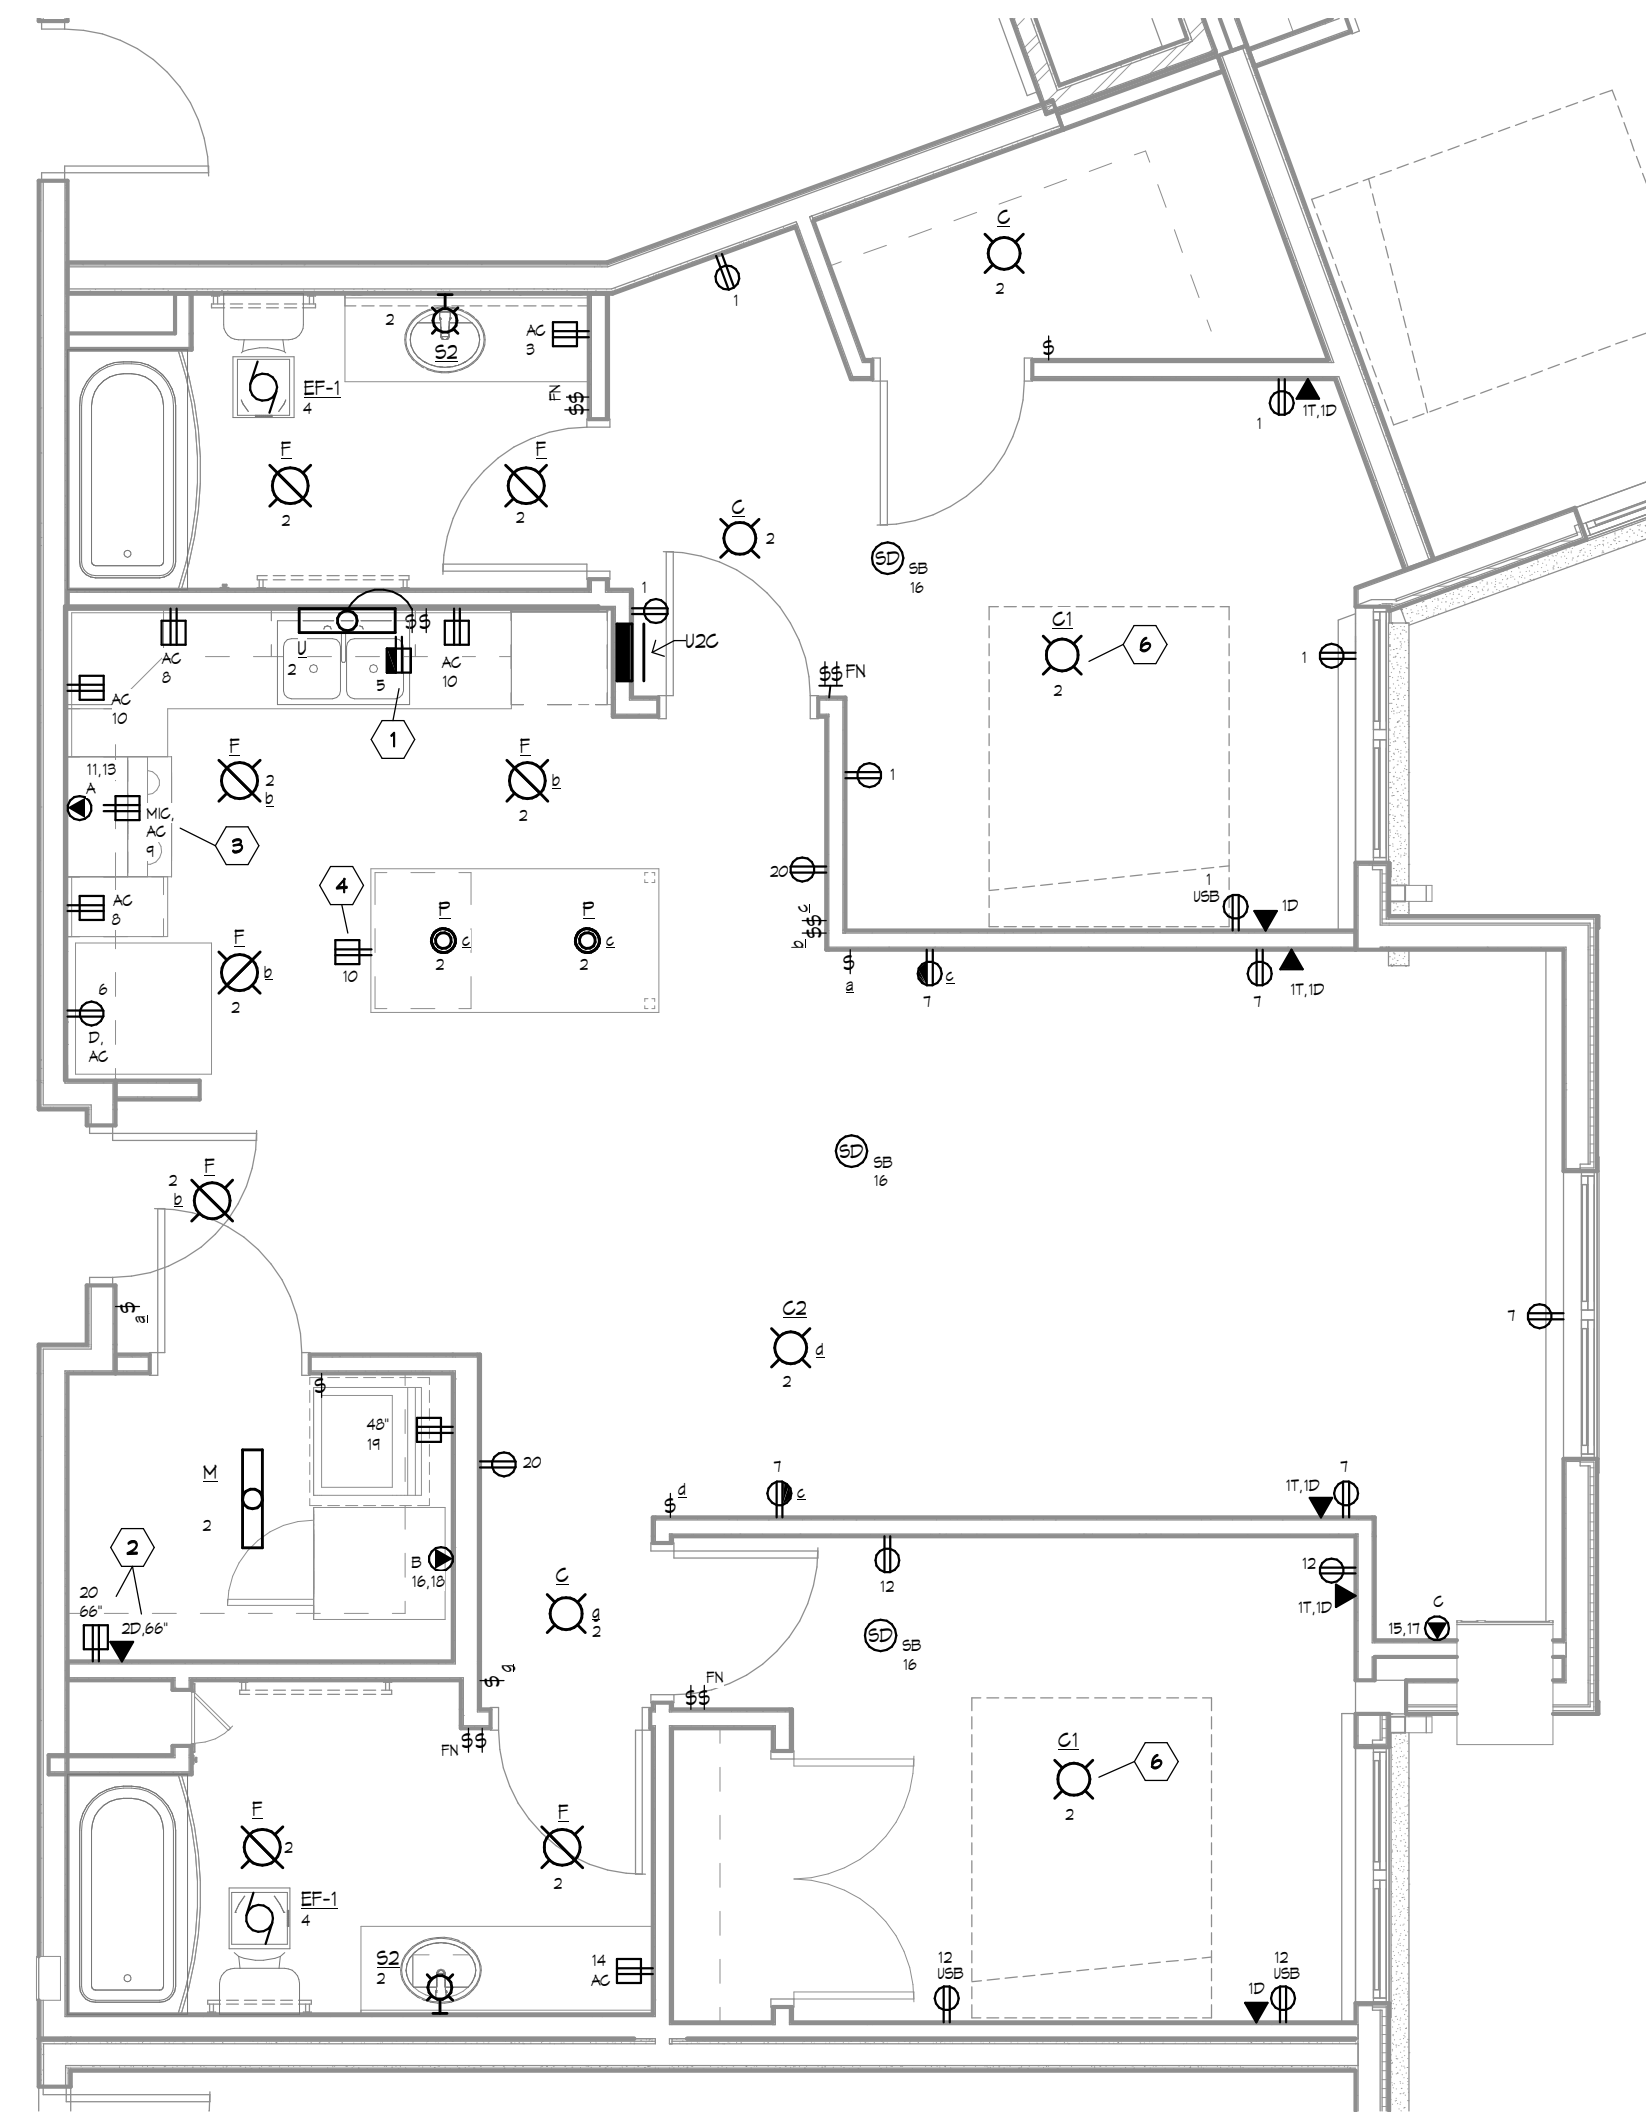 C
2
1
$
2
S2
AC
3
EF-1
4
FN
$$
1
1T,1D
F
2
F
2
C
2
SD
SB
16
1
U2C
U
2
$$
5
AC
8
AC
10
AC
10
1
C1
2
6
1
$$ FN
11,13
A
MIC,
AC
9
3
F
2
b
F
b
2
1
20
4
AC
8
P
c
2
P
c
2
10
F
b
2
c
$$
b
1
USB
1D
$
a
c
7
7
1T,1D
6
D,
AC
SD
SB
16
F
2
b
$
a
C2
d
2
7
$
48"
19
M
2
20
d
$
7
c
1T,1D
7
2
20
66"
2D,66"
B
16,18
12
12
1T,1D
C
a
2
SD
SB
16
C
15,17
$
a
FN
$$
FN
$$
C1
2
6
F
2
F
2
EF-1
4
S2
2
14
AC
12
USB
1D
12
USB